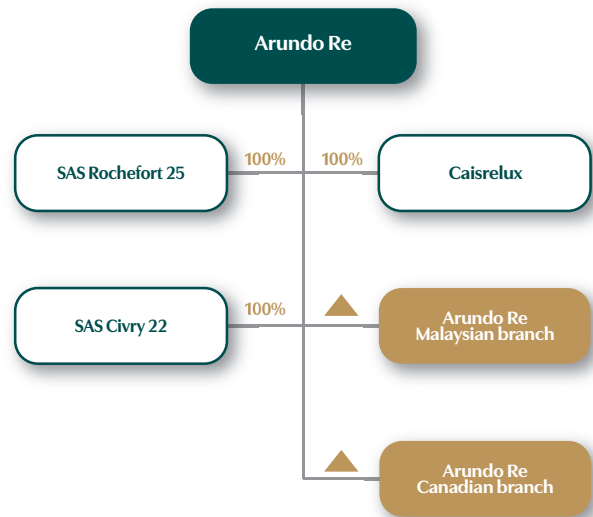 Arundo Re
SAS Rochefort 25
100%
100%
Caisrelux
SAS Civry 22
100%
Arundo Re
Malaysian branch
Arundo Re
Canadian branch